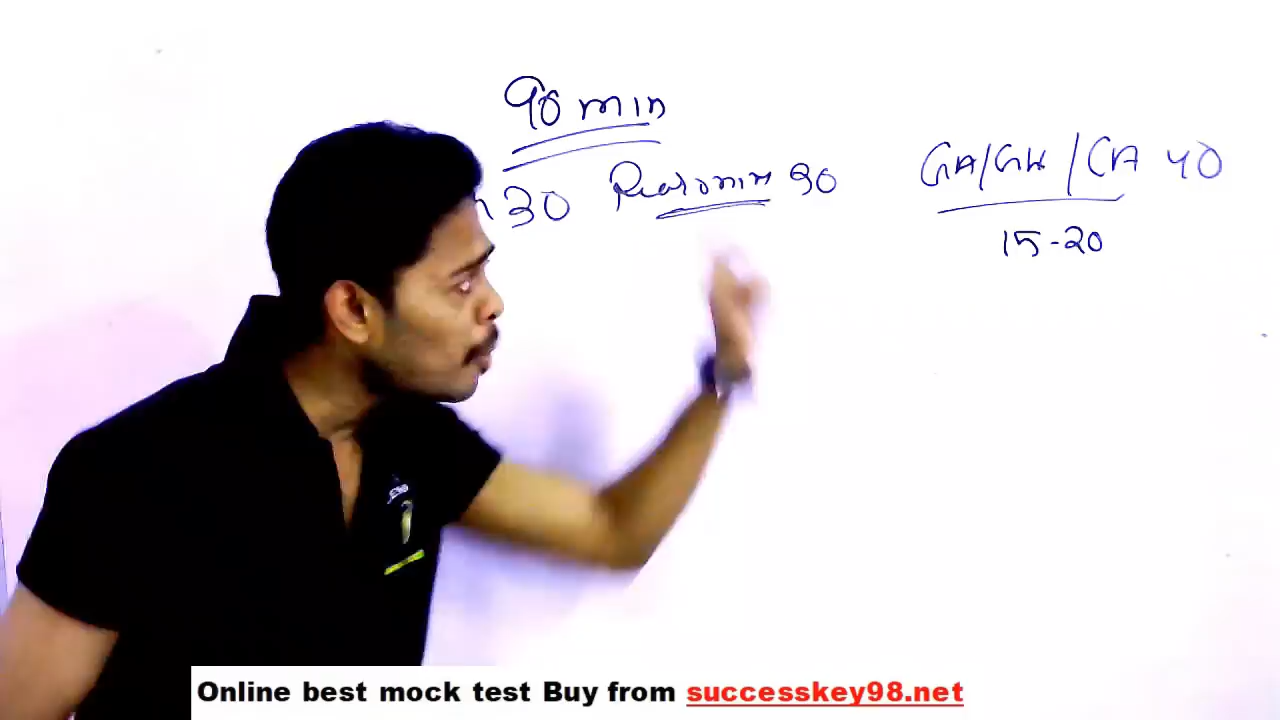 90 min
30 Reasoning 30
GA/GK/CA 40
15-20
Online best mock test Buy from successkey98.net